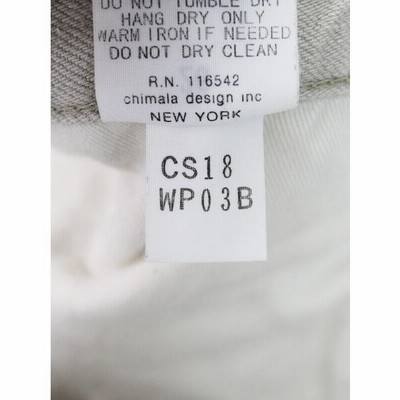 DO NOT TUMBLE DRY
HANG DRY ONLY
WARM IRON IF NEEDED
DO NOT DRY CLEAN
R.N. 116542
chimala design inc
NEW YORK
CS18
WP03B